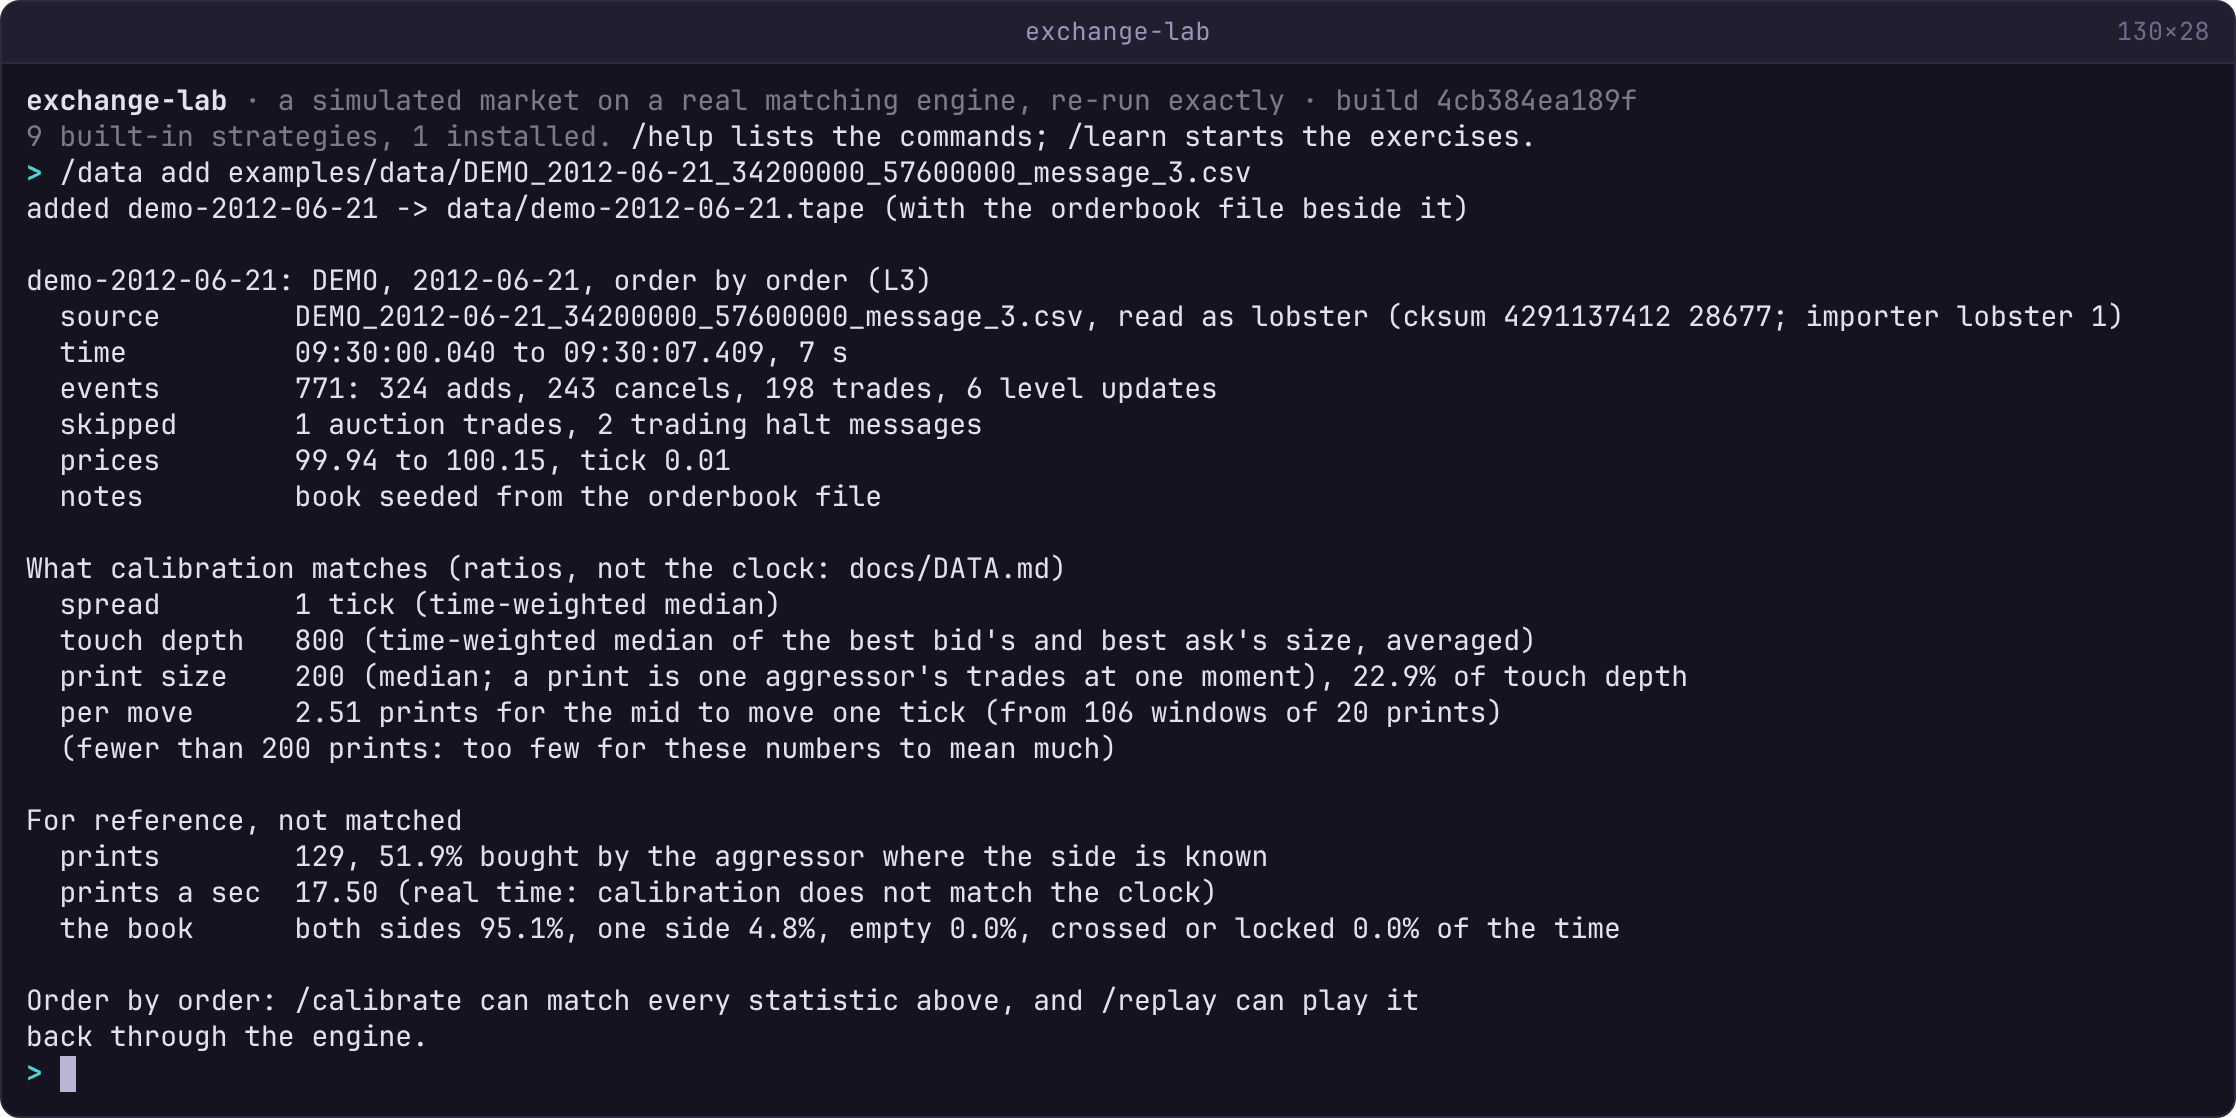 exchange-lab
130×28
exchange-lab · a simulated market on a real matching engine, re-run exactly · build 4cb384ea189f
9 built-in strategies, 1 installed. /help lists the commands; /learn starts the exercises.
> /data add examples/data/DEMO_2012-06-21_34200000_57600000_message_3.csv
added demo-2012-06-21 -> data/demo-2012-06-21.tape (with the orderbook file beside it)
demo-2012-06-21: DEMO, 2012-06-21, order by order (L3)
source DEMO_2012-06-21_34200000_57600000_message_3.csv, read as lobster (cksum 4291137412 28677; importer lobster 1)
time 09:30:00.040 to 09:30:07.409, 7 s
events 771: 324 adds, 243 cancels, 198 trades, 6 level updates
skipped 1 auction trades, 2 trading halt messages
prices 99.94 to 100.15, tick 0.01
notes book seeded from the orderbook file
What calibration matches (ratios, not the clock: docs/DATA.md)
spread 1 tick (time-weighted median)
touch depth 800 (time-weighted median of the best bid's and best ask's size, averaged)
print size 200 (median; a print is one aggressor's trades at one moment), 22.9% of touch depth
per move 2.51 prints for the mid to move one tick (from 106 windows of 20 prints)
(fewer than 200 prints: too few for these numbers to mean much)
For reference, not matched
prints 129, 51.9% bought by the aggressor where the side is known
prints a sec 17.50 (real time: calibration does not match the clock)
the book both sides 95.1%, one side 4.8%, empty 0.0%, crossed or locked 0.0% of the time
Order by order: /calibrate can match every statistic above, and /replay can play it
back through the engine.
>